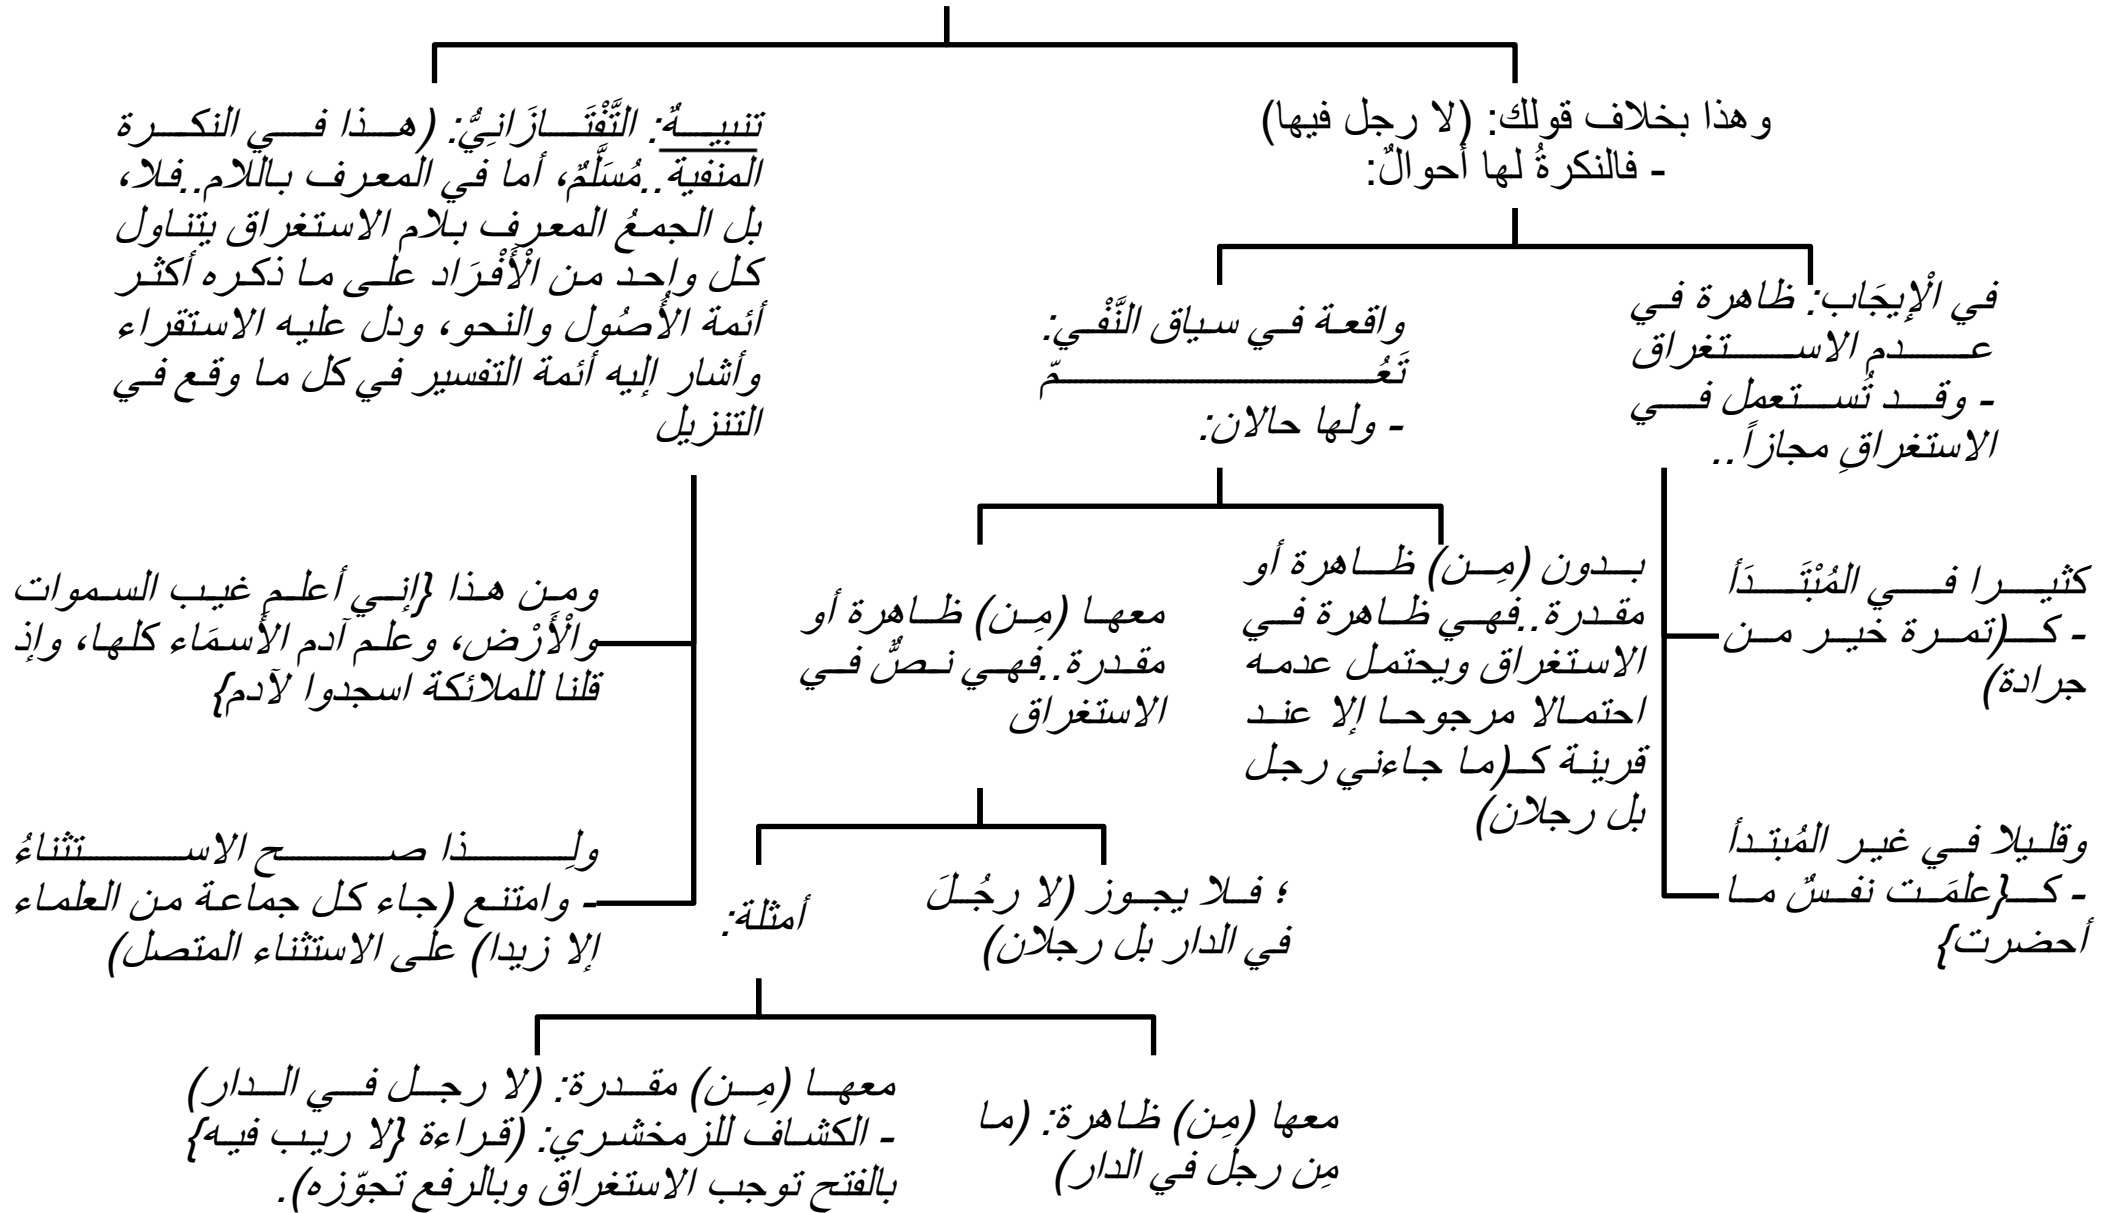 وهذا بخلاف قولك: (لا رجل فيها)
- فالنكرةُ لها أحوالٌ:
في الْإِيجَاب: ظاهرة في
عدم الاستغراق
- وقد تُستعمل في
الاستغراقِ مجازاً..
كثيرا في المُبْتَدَأ
- كـ(تمرة خير من
جرادة)
وقليلا في غير المُبتدأ
- كـ{علمَت نفسٌ ما
أحضرت}
واقعة في سياق النَّفْي:
تَعُمّ
- ولها حالان:
بدون (مِن) ظاهرة أو
مقدرة..فهي ظاهرة في
الاستغراق ويحتمل عدمه
احتمالا مرجوحا إلا عند
قرينة كـ(ما جاءني رجل
بل رجلان)
معها (مِن) ظاهرة أو
مقدرة..فهي نصٌّ في
الاستغراق
؛ فلا يجوز (لا رجُلَ
في الدار بل رجلان)
أمثلة:
معها (مِن) ظاهرة: (ما
مِن رجل في الدار)
معها (مِن) مقدرة: (لا رجل في الدار)
- الكشاف للزمخشري: (قراءة {لا ريب فيه}
بالفتح توجب الاستغراق وبالرفع تجوّزه).
تنبيهٌ: التَّفْتَازَانِيُّ: (هذا في النكرة
المنفية..مُسَلَّمٌ، أما في المعرف باللام..فلا،
بل الجمعُ المعرف بلام الاستغراق يتناول
كل واحد من الْأَفْرَاد على ما ذكره أكثر
أئمة الأُصُول والنحو، ودل عليه الاستقراء
وأشار إليه أئمة التفسير في كل ما وقع في
التنزيل
ومن هذا {إني أعلم غيب السموات
والْأَرْض، وعلم آدم الأَسمَاء كلها، وإذ
قلنا للملائكة اسجدوا لآدم}
ولِذا صح الاستثناءُ
- وامتنع (جاء كل جماعة من العلماء
إلا زيدا) على الاستثناء المتصل)